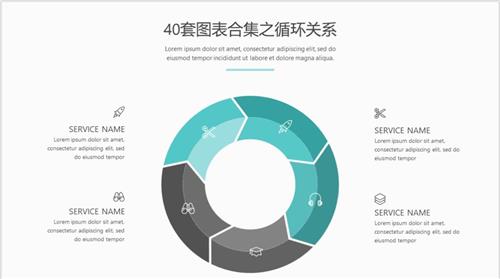 40套图表合集之循环关系
Lorem ipsum dolor sit amet, consectetur adipiscing elit, sed do
eiusmod tempor incididunt ut labore et dolore magna aliqua.
SERVICE NAME
Lorem ipsum dolor sit amet,
consectetur adipiscing elit, sed
do eiusmod tempor
SERVICE NAME
Lorem ipsum dolor sit amet,
consectetur adipiscing elit, sed
do eiusmod tempor
SERVICE NAME
Lorem ipsum dolor sit amet,
consectetur adipiscing elit, sed
do eiusmod tempor
SERVICE NAME
Lorem ipsum dolor sit amet,
consectetur adipiscing elit, sed
do eiusmod tempor